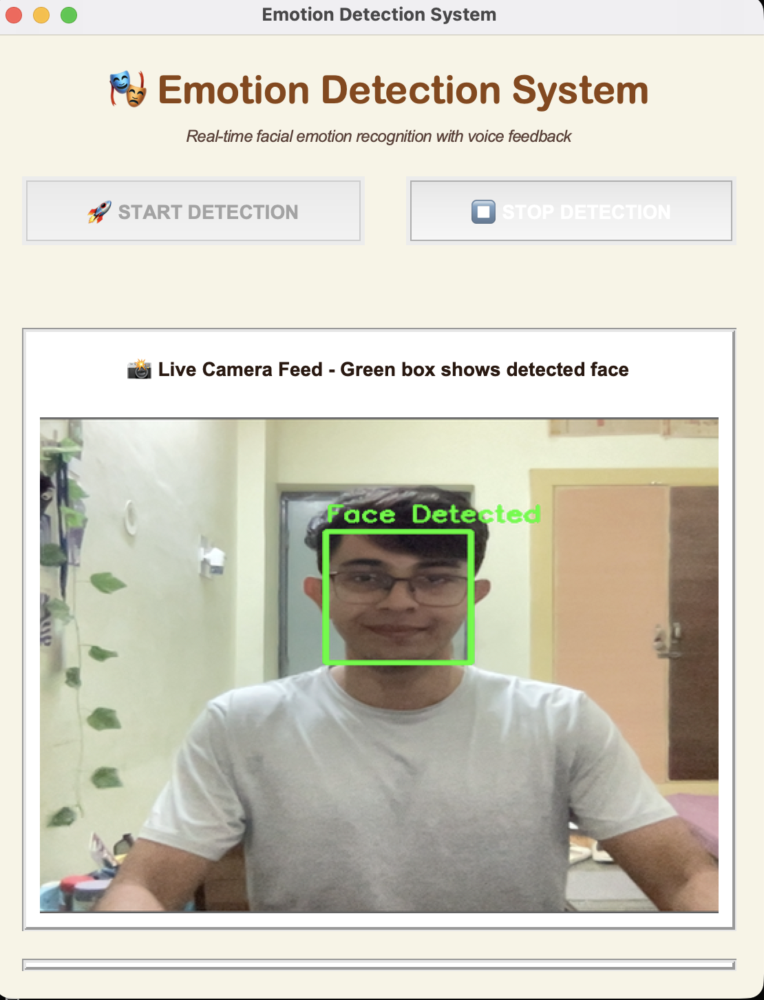 Emotion Detection System
🎭 Emotion Detection System
Real-time facial emotion recognition with voice feedback
🚀 START DETECTION
⏹️ STOP DETECTION
📸 Live Camera Feed - Green box shows detected face
Face Detected